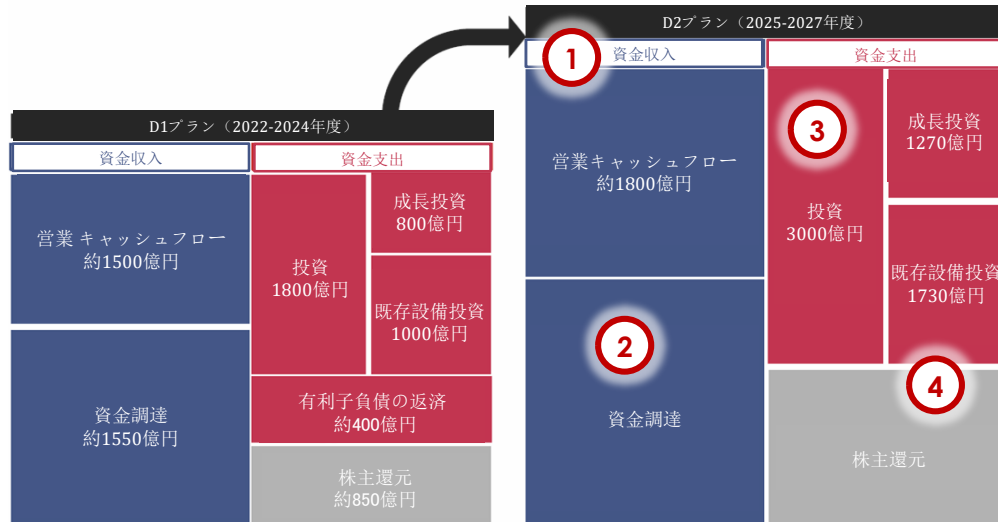 D1プラン（2022-2024年度）
資金収入
資金支出
営業 キャッシュフロー
約1500億円
資金調達
約1550億円
投資
1800億円
成長投資
800億円
既存設備投資
1000億円
有利子負債の返済
約400億円
株主還元
約850億円
D2プラン（2025-2027年度）
1
資金収入
資金支出
営業キャッシュフロー
約1800億円
2
資金調達
3
投資
3000億円
成長投資
1270億円
既存設備投資
1730億円
4
株主還元